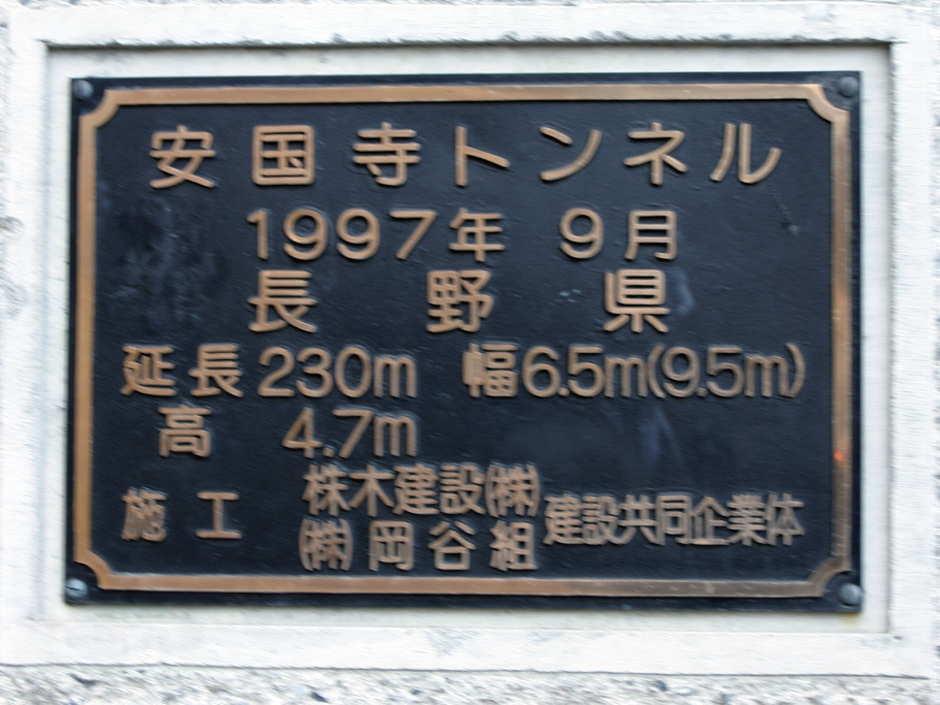 安国寺トンネル
1997年 9月
長野県
延長230m 幅6.5m(9.5m)
高 4.7m
施工 株木建設㈱ 建設共同企業体
㈱岡谷組